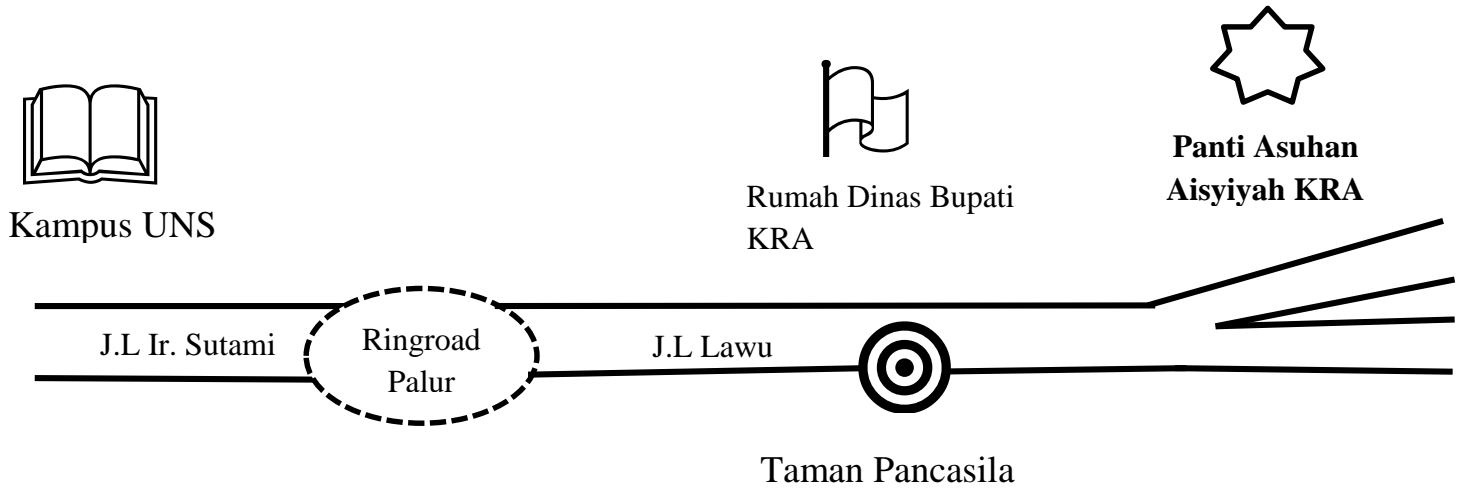 Panti Asuhan
Aisyiyah KRA
Rumah Dinas Bupati
KRA
Kampus UNS
J.L Ir. Sutami
Ringroad
Palur
J.L Lawu
Taman Pancasila